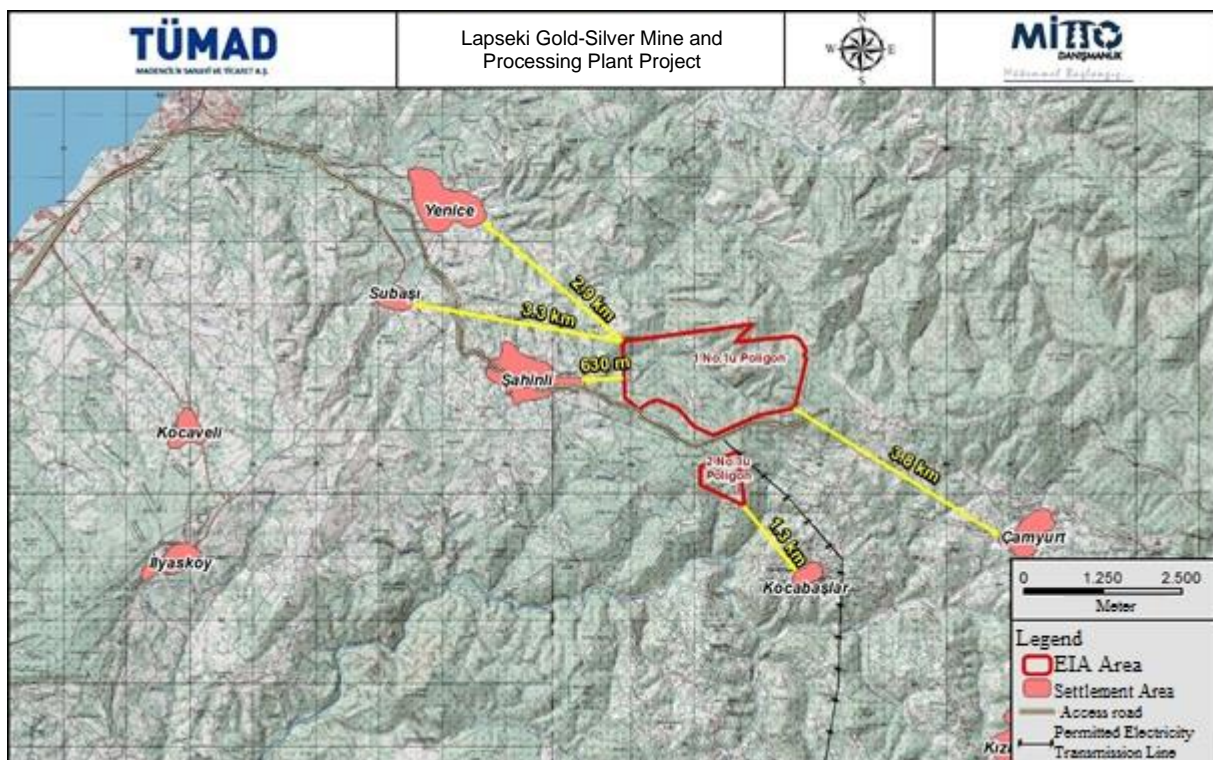 TÜMAD
MADENCİLİK SANAYİ VE TİCARET A.Ş.
Lapseki Gold-Silver Mine and
Processing Plant Project
N
W
E
S
MİTTO
DANIŞMANLIK
Yenice
2.9 km
Subaşı
3.3 km
Şahinli
630 m
1 No.'lu Poligon
Kocaveli
2 No.'lu
Poligon
3.8 km
1.3 km
Çamyurt
İlyasköy
Kocabaşlar
0 1.250 2.500
Meter
Legend
EIA Area
Settlement Area
Access road
Permitted Electricity
Transmission Line